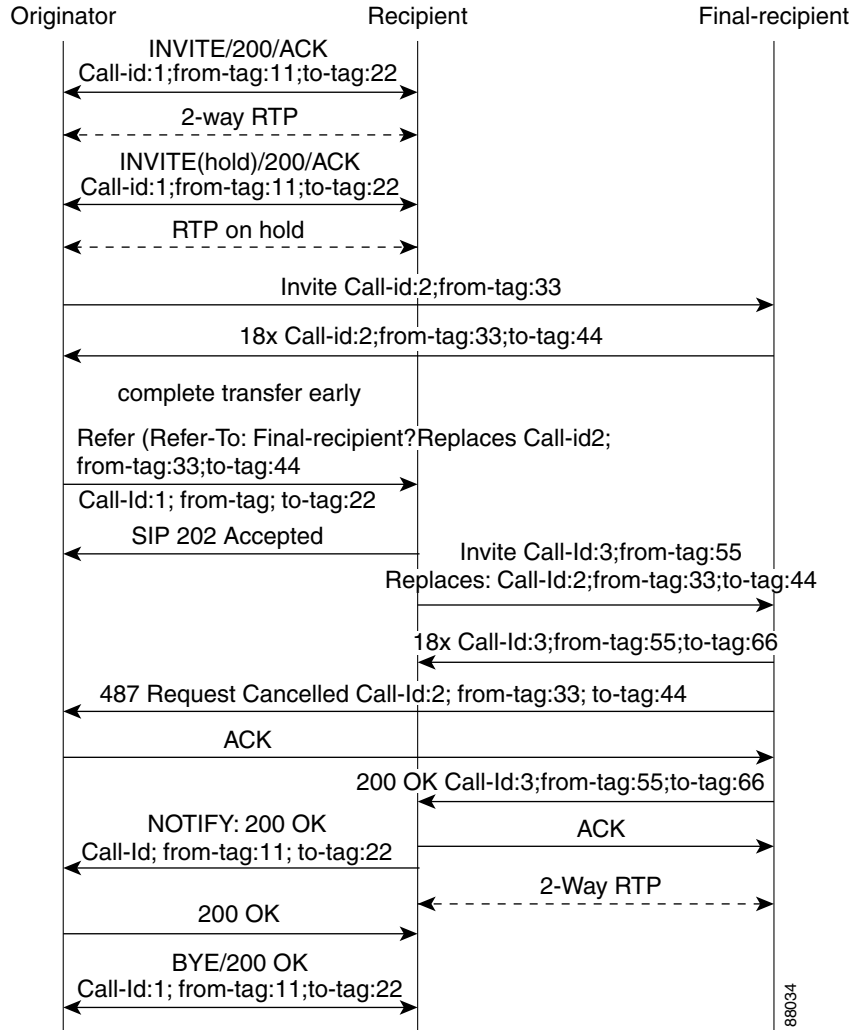 Originator Recipient Final-recipient
INVITE/200/ACK
Call-id:1;from-tag:11;to-tag:22
2-way RTP
INVITE(hold)/200/ACK
Call-id:1;from-tag:11;to-tag:22
RTP on hold
Invite Call-id:2;from-tag:33
18x Call-id:2;from-tag:33;to-tag:44
complete transfer early
Refer (Refer-To: Final-recipient?Replaces Call-id2;
from-tag:33;to-tag:44
Call-Id:1; from-tag; to-tag:22
SIP 202 Accepted
Invite Call-Id:3;from-tag:55
Replaces: Call-Id:2;from-tag:33;to-tag:44
18x Call-Id:3;from-tag:55;to-tag:66
487 Request Cancelled Call-Id:2; from-tag:33; to-tag:44
ACK
200 OK Call-Id:3;from-tag:55;to-tag:66
NOTIFY: 200 OK
Call-Id; from-tag:11; to-tag:22
ACK
2-Way RTP
200 OK
BYE/200 OK
Call-Id:1; from-tag:11;to-tag:22
88034